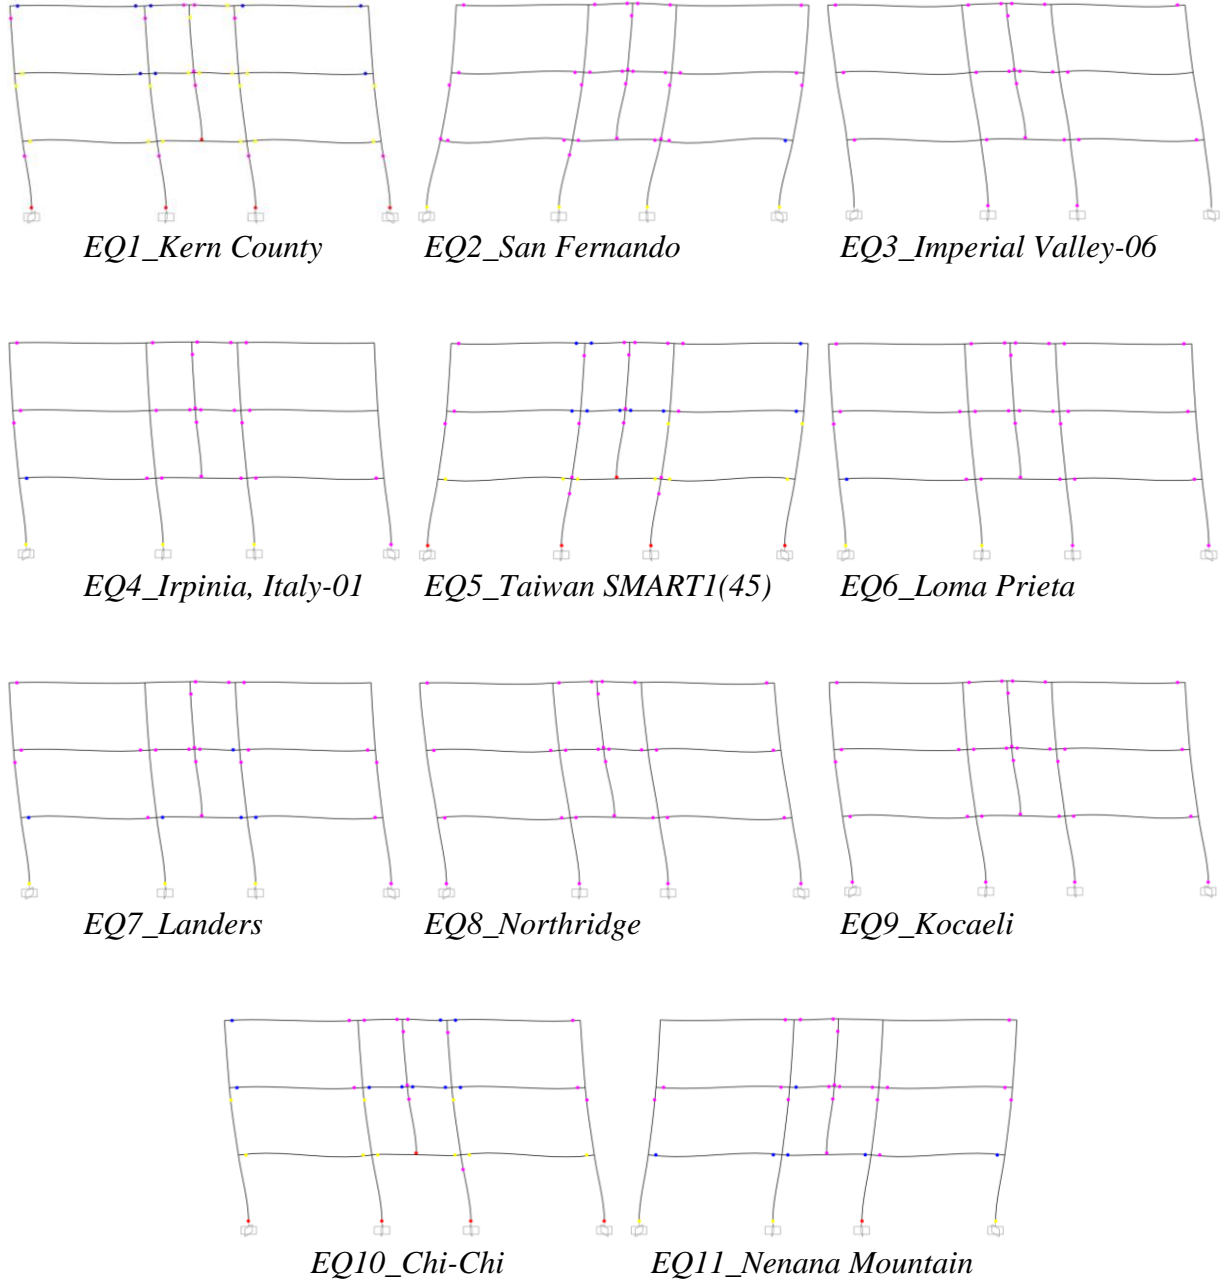 EQ1_Kern County
EQ2_San Fernando
EQ3_Imperial Valley-06
EQ4_Irpinia, Italy-01
EQ5_Taiwan SMART1(45)
EQ6_Loma Prieta
EQ7_Landers
EQ8_Northridge
EQ9_Kocaeli
EQ10_Chi-Chi
EQ11_Nenana Mountain